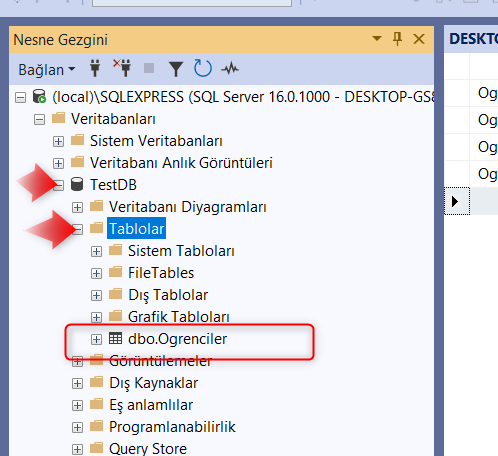 Nesne Gezgini
Bağlan
(local)\SQLEXPRESS (SQL Server 16.0.1000 - DESKTOP-GS
Veritabanları
Sistem Veritabanları
Veritabanı Anlık Görüntüleri
TestDB
Veritabanı Diyagramları
Tablolar
Sistem Tabloları
FileTables
Dış Tablolar
Grafik Tabloları
dbo.Ogrenciler
Görüntülemeler
Dış Kaynaklar
Eş anlamlılar
Programlanabilirlik
Query Store
DESKTO
Og
Og
Og
Og